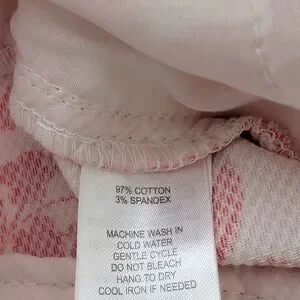 97% COTTON
3% SPANDEX
MACHINE WASH IN
COLD WATER
GENTLE CYCLE
DO NOT BLEACH
HANG TO DRY
COOL IRON IF NEEDED